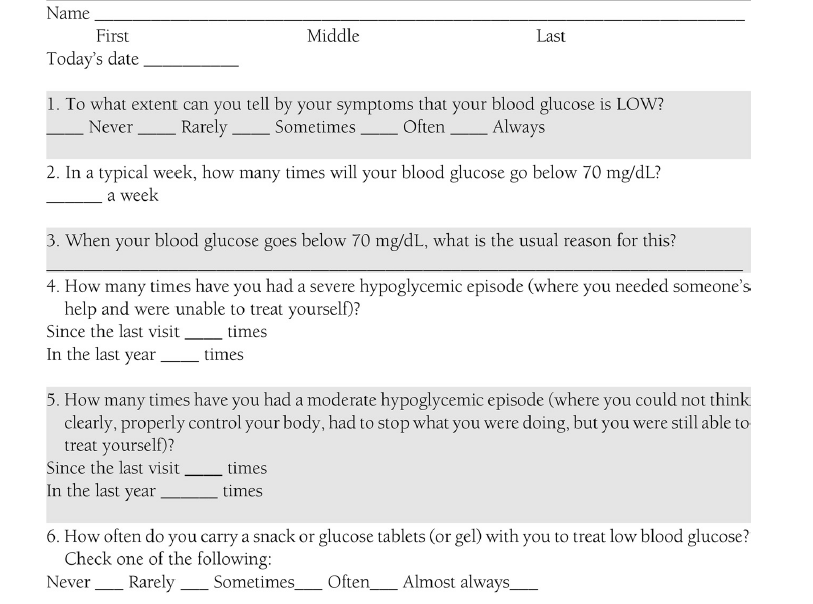 Name ______________________________________________
First Middle Last
Today's date __________
1. To what extent can you tell by your symptoms that your blood glucose is LOW?
____ Never ____ Rarely ____ Sometimes ____ Often ____ Always
2. In a typical week, how many times will your blood glucose go below 70 mg/dL?
______ a week
3. When your blood glucose goes below 70 mg/dL, what is the usual reason for this?
______________________________________________
4. How many times have you had a severe hypoglycemic episode (where you needed someone's
help and were unable to treat yourself)?
Since the last visit ____ times
In the last year ____ times
5. How many times have you had a moderate hypoglycemic episode (where you could not think
clearly, properly control your body, had to stop what you were doing, but you were still able to
treat yourself)?
Since the last visit ____ times
In the last year ______ times
6. How often do you carry a snack or glucose tablets (or gel) with you to treat low blood glucose?
Check one of the following:
Never ___ Rarely ___ Sometimes___ Often___ Almost always___